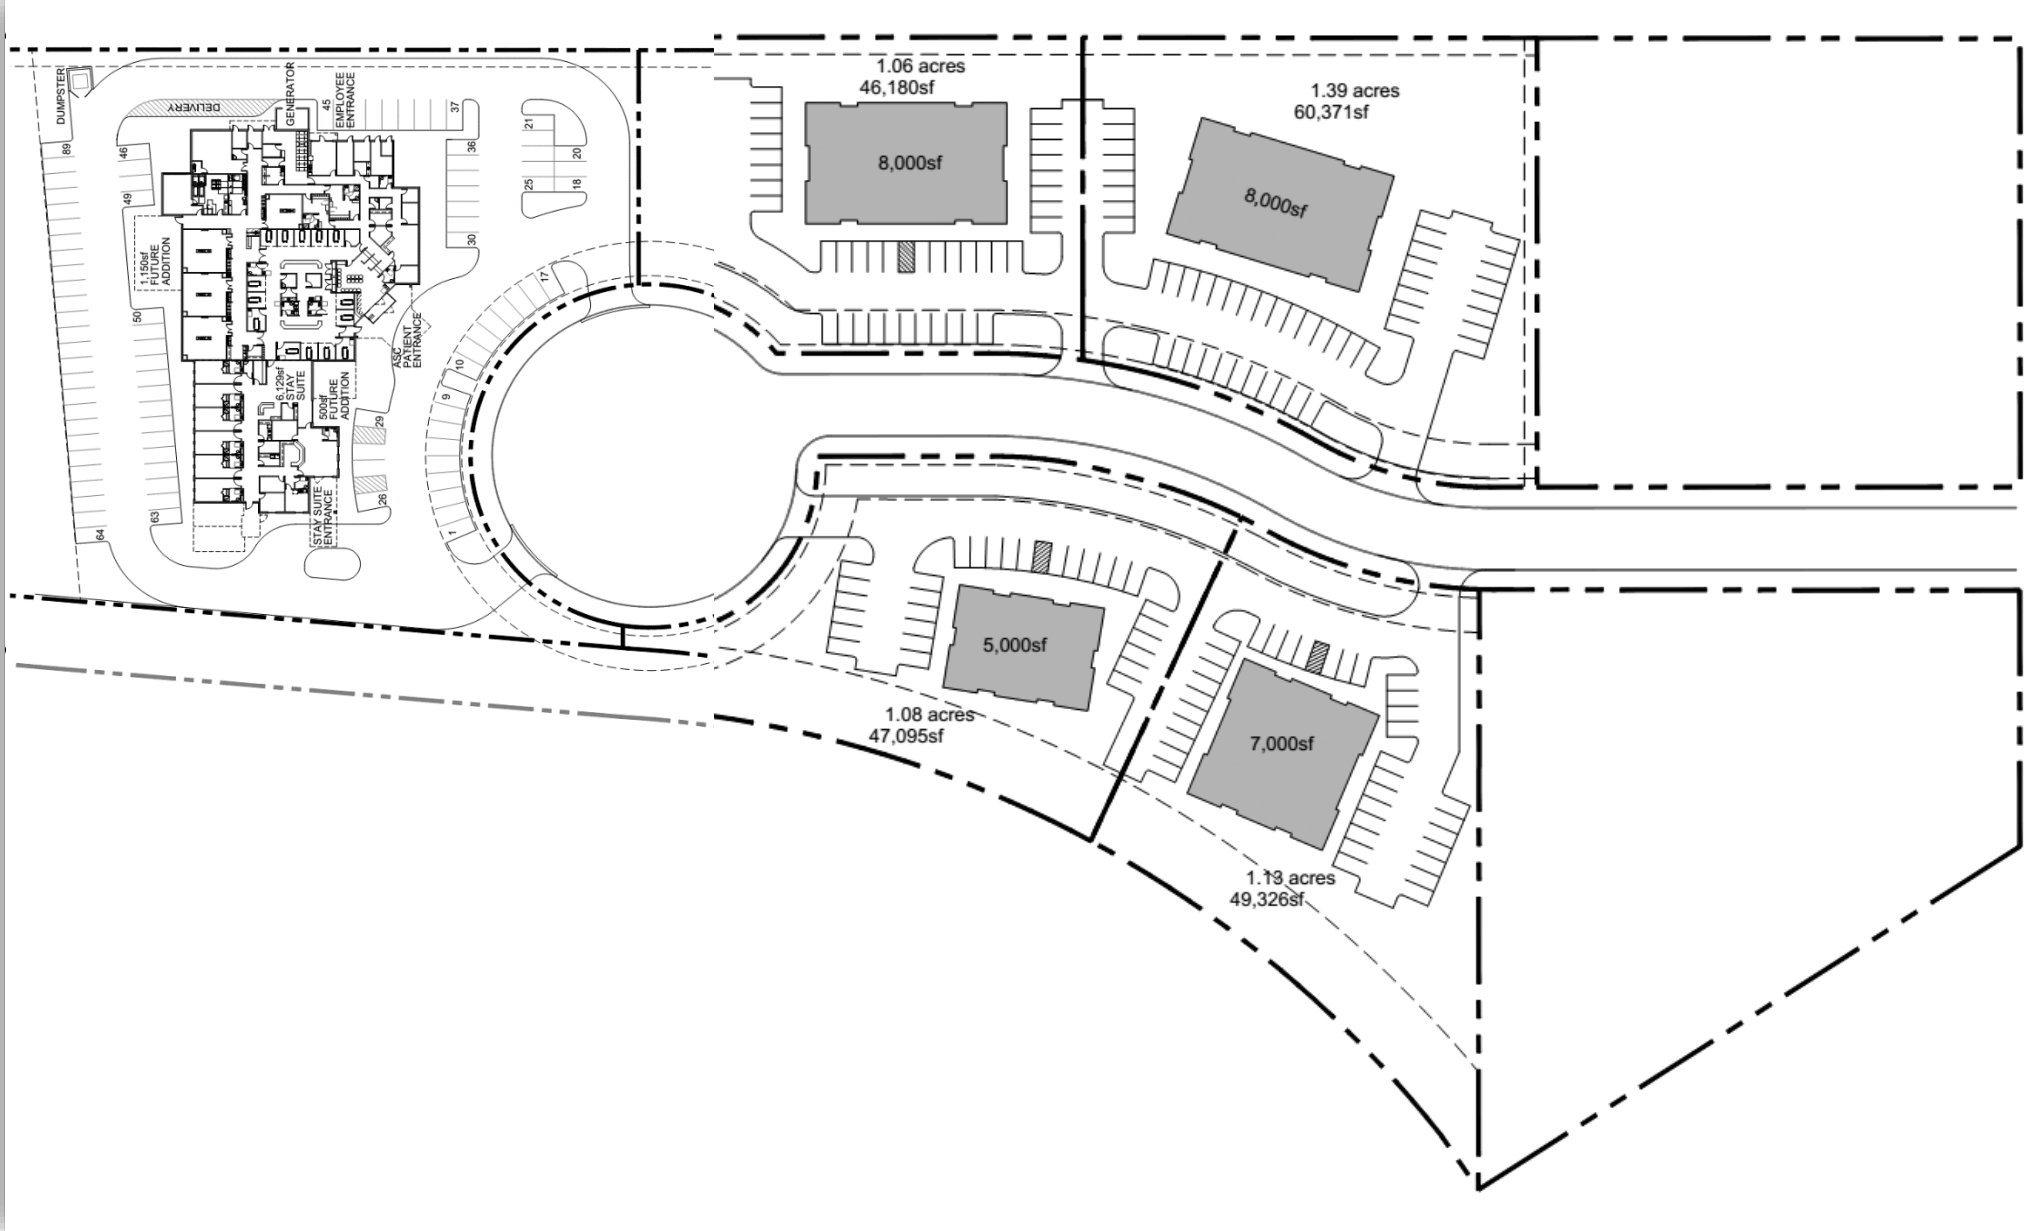 DUMPSTER
DELIVERY
GENERATOR
45
EMPLOYEE
ENTRANCE
37
89
46
36
21
20
49
25
18
30
1,150sf
FUTURE
ADDITION
50
17
ASC
PATIENT
ENTRANCE
10
9
6,129sf
STAY
SUITE
500sf
FUTURE
ADDITION
29
26
63
64
STAY SUITE
ENTRANCE
1
1.06 acres
46,180sf
8,000sf
1.39 acres
60,371sf
8,000sf
5,000sf
1.08 acres
47,095sf
7,000sf
1.13 acres
49,326sf